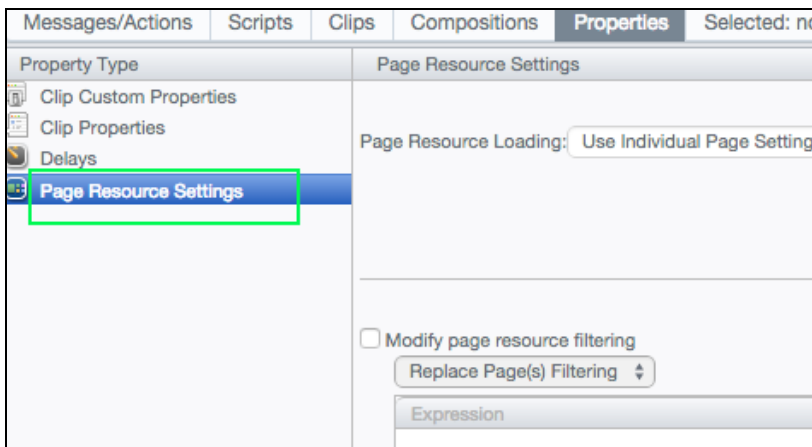 Messages/Actions Scripts Clips Compositions Properties Selected:
Property Type
Page Resource Settings
Clip Custom Properties
Clip Properties
Delays
Page Resource Settings
Page Resource Loading: Use Individual Page Setting
Modify page resource filtering
Replace Page(s) Filtering
Expression